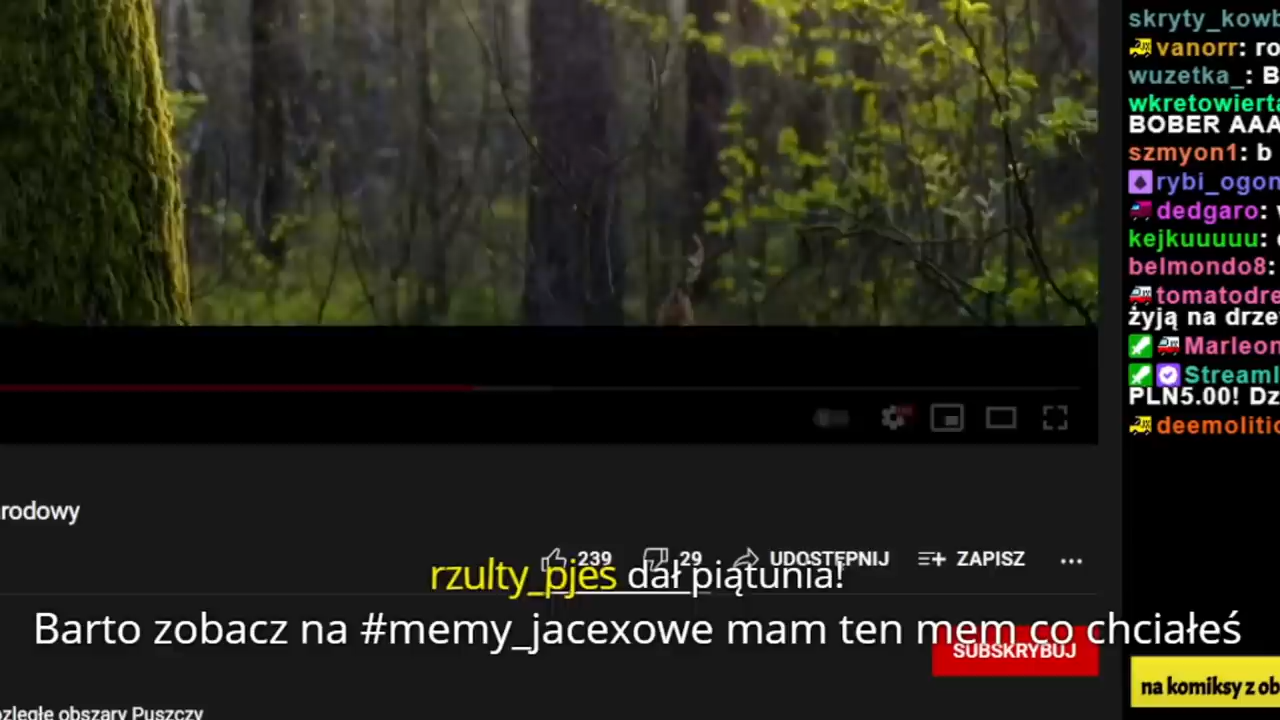 skryty_kowb
vanorr: ro
wuzetka_: B
wkretowierta
BOBER AAA
szmyon1: b
rybi_ogon
dedgaro:
kejkuuuuu:
belmondo8:
tomatodre
żyją na drze
Marleon
Streaml
PLN5.00! Dz
deemolitio
rodowy
239 29 UDOSTĘPNIJ ZAPISZ
rzulty_pjes dał piątunia!
Barto zobacz na #memy_jacexowe mam ten mem co chciałeś
SUBSKRYBUJ
na komiksy z ob
ozległe obszary Puszczy